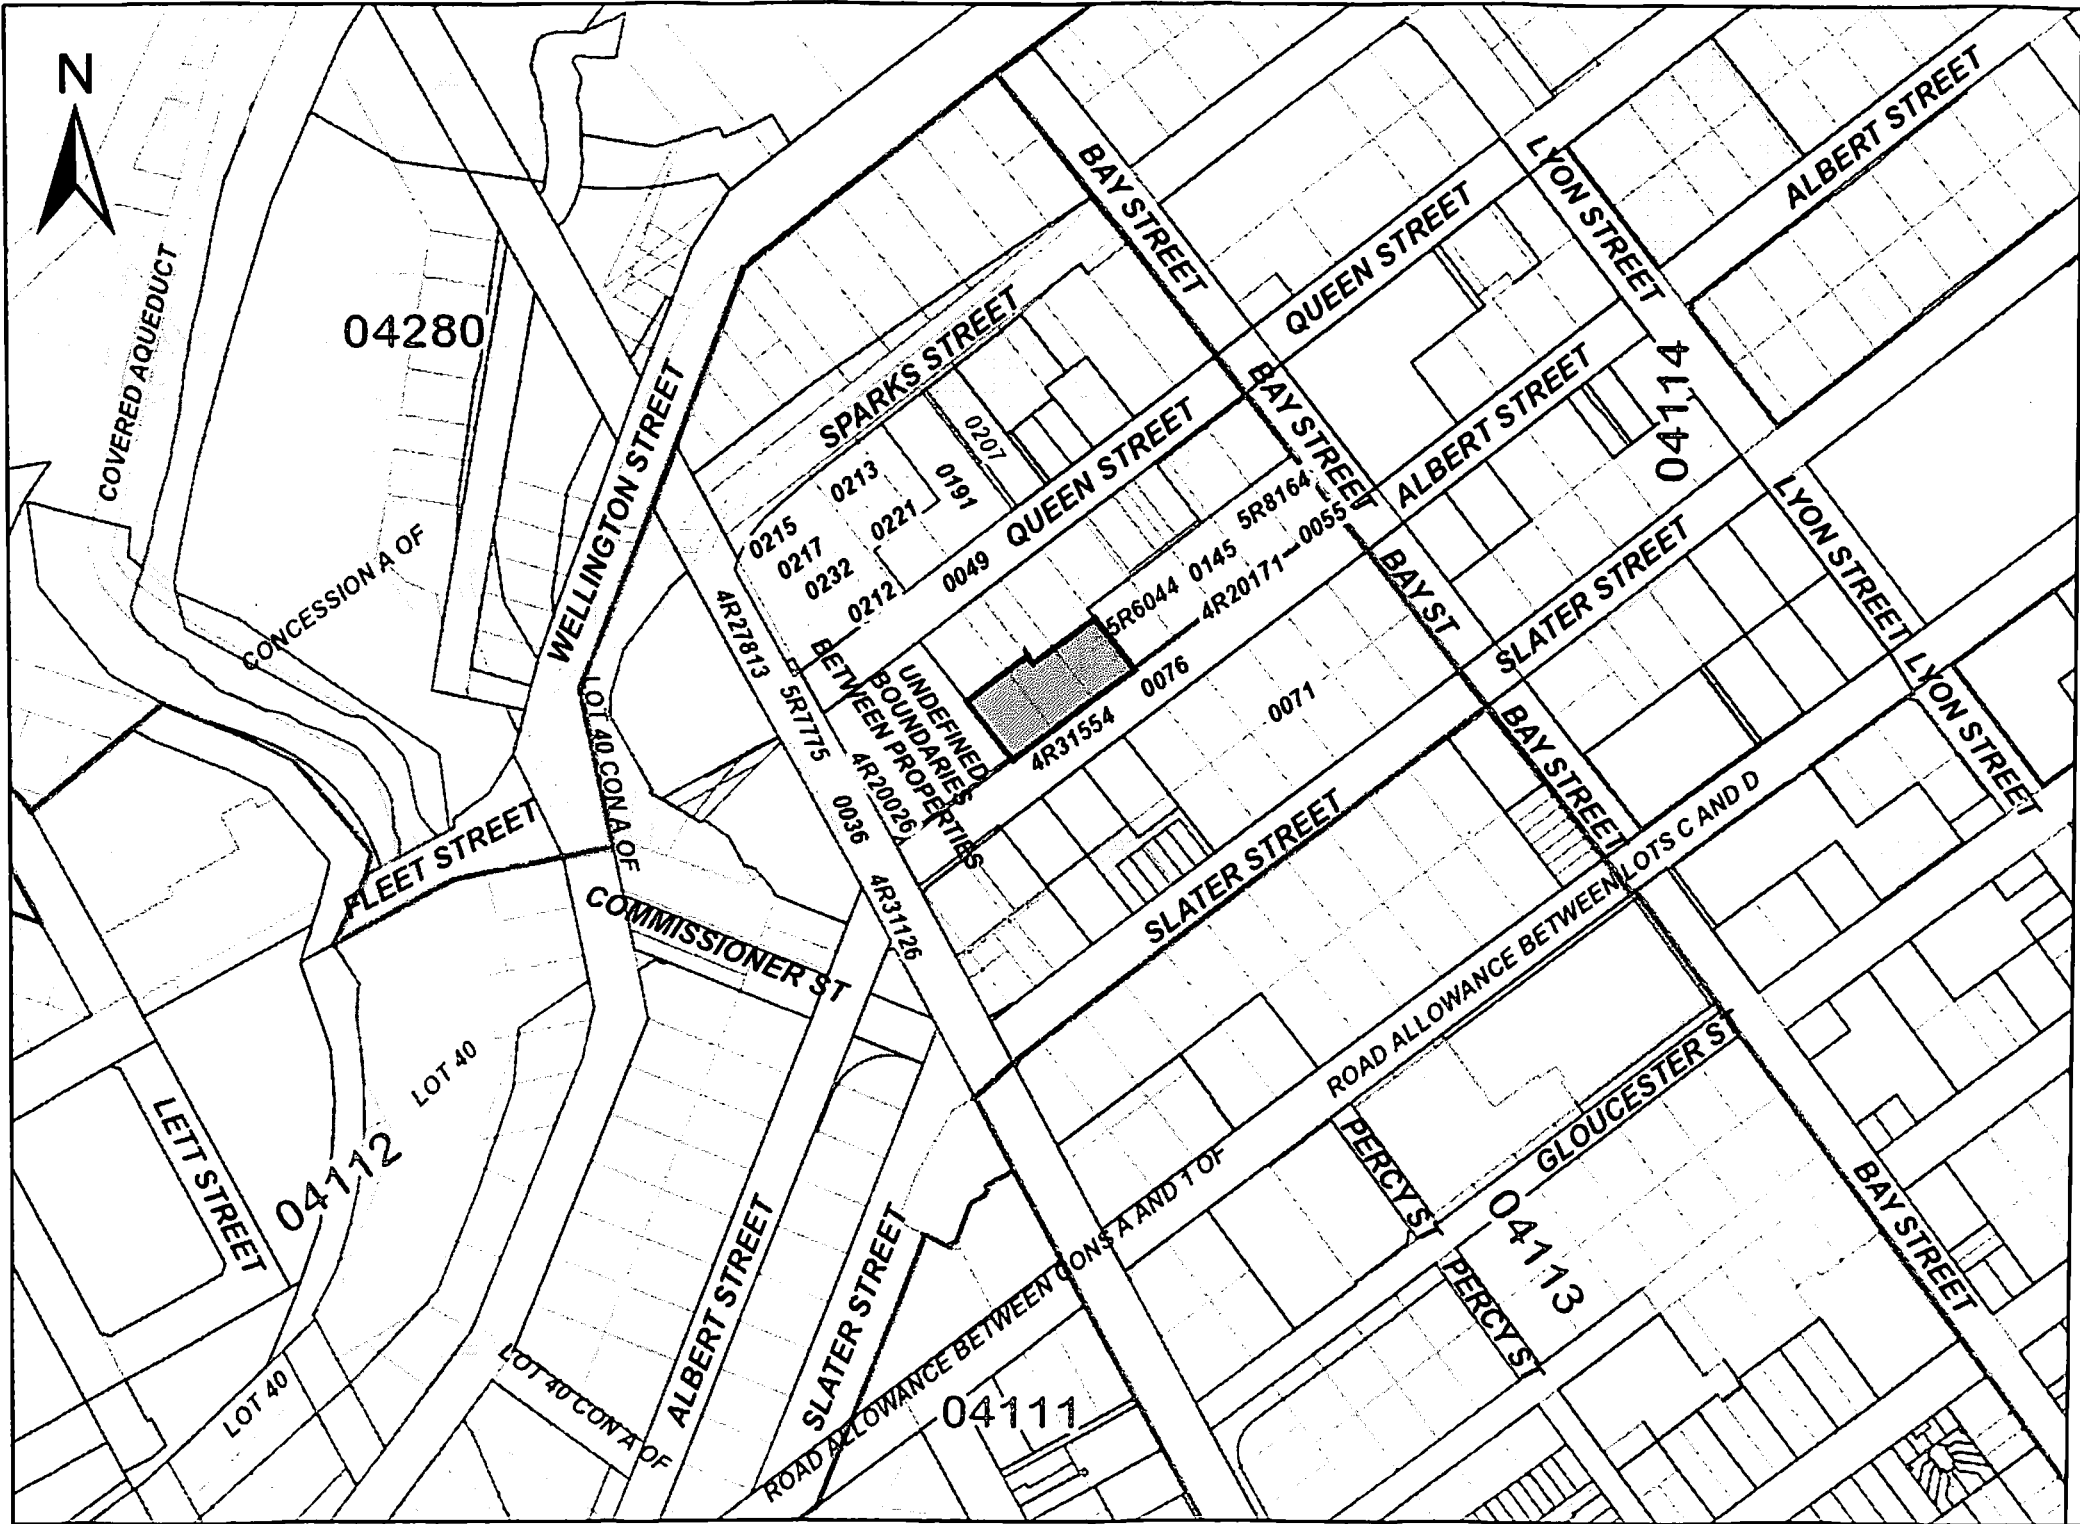 N
ALBERT STREET
BAY STREET
LYON STREET
QUEEN STREET
COVERED AQUEDUCT
04280
SPARKS STREET
WELLINGTON STREET
BAY STREET
ALBERT STREET
04114
0207
QUEEN STREET
0213
0191
0215
0221
0217
0232
0212
0049
5R8164
0055
0145
4R20171
5R6044
LYON STREET
BAY ST
SLATER STREET
CONCESSION A OF
4R27813
5R7775
UNDEFINED
BOUNDARIES
BETWEEN PROPERTIES
0076
0071
4R31554
LYON STREET
BAY STREET
LOT 40 CON A OF
4R20026
0036
4R31126
FLEET STREET
COMMISSIONER ST
SLATER STREET
ROAD ALLOWANCE BETWEEN LOTS C AND D
LOT 40
LETT STREET
04112
PERCY ST
GLOUCESTER ST
04113
BAY STREET
PERCY ST
ALBERT STREET
SLATER STREET
ROAD ALLOWANCE BETWEEN CONS A AND 1 OF
04111
LOT 40
LOT 40 CON A OF